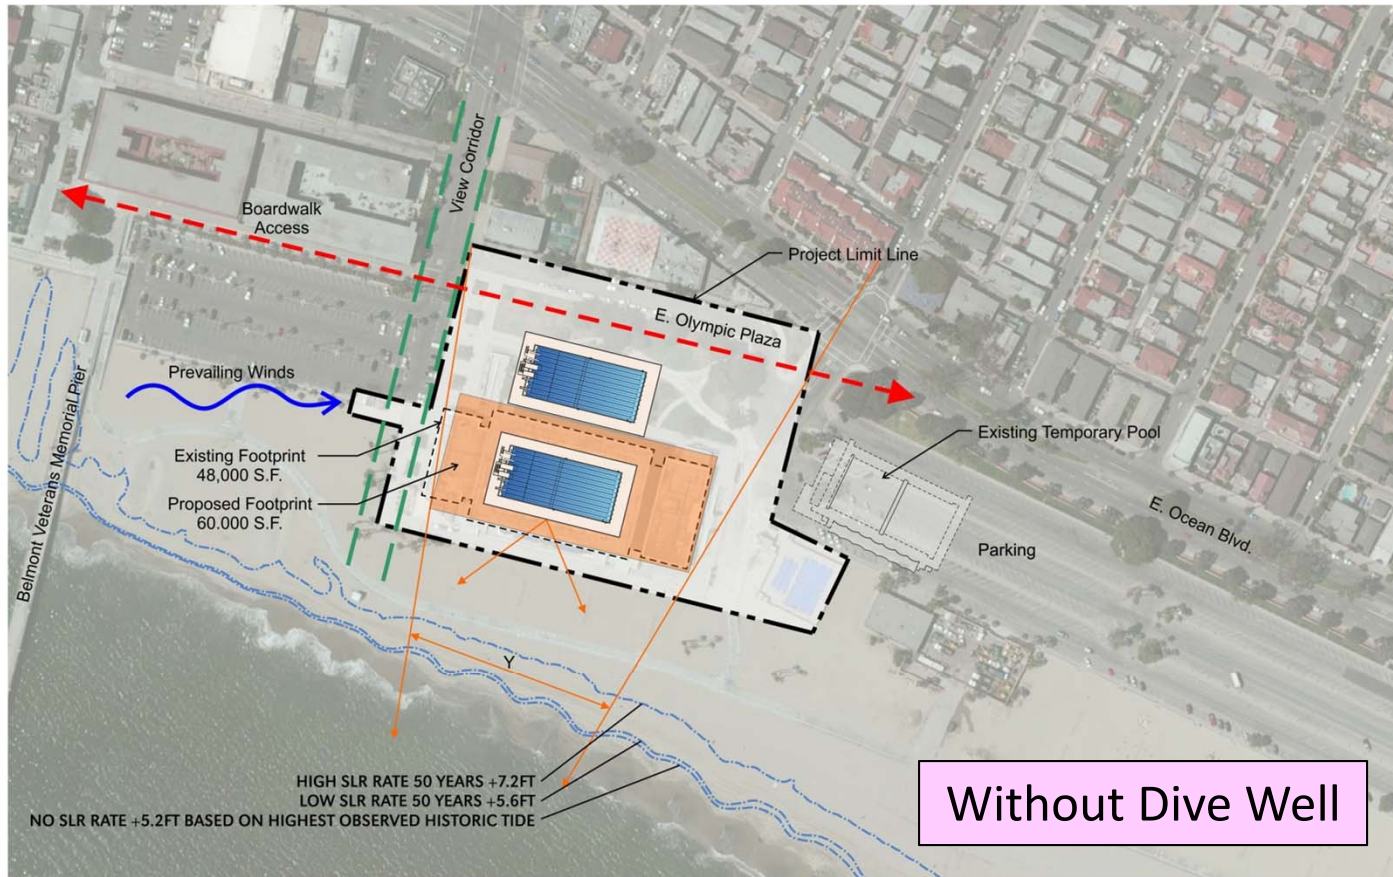 View Corridor
Boardwalk
Access
Project Limit Line
E. Olympic Plaza
Prevailing Winds
Belmont Veterans Memorial Pier
Existing Footprint
48,000 S.F.
Proposed Footprint
60.000 S.F.
Existing Temporary Pool
E. Ocean Blvd.
Parking
Y
HIGH SLR RATE 50 YEARS +7.2FT
LOW SLR RATE 50 YEARS +5.6FT
NO SLR RATE +5.2FT BASED ON HIGHEST OBSERVED HISTORIC TIDE
Without Dive Well